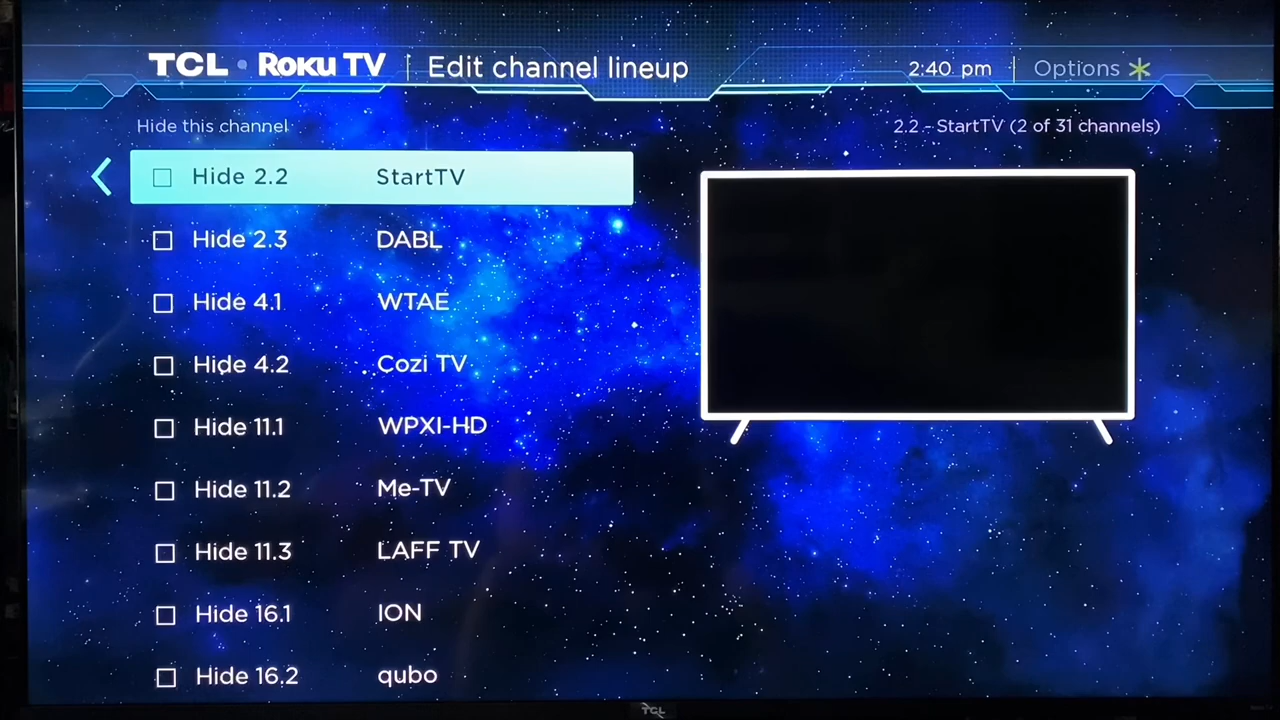 TCL • Roku TV | Edit channel lineup 2:40 pm | Options
Hide this channel 2.2 - StartTV (2 of 31 channels)
Hide 2.2 StartTV
Hide 2.3 DABL
Hide 4.1 WTAE
Hide 4.2 Cozi TV
Hide 11.1 WPXI-HD
Hide 11.2 Me-TV
Hide 11.3 LAFF TV
Hide 16.1 ION
Hide 16.2 qubo
TCL